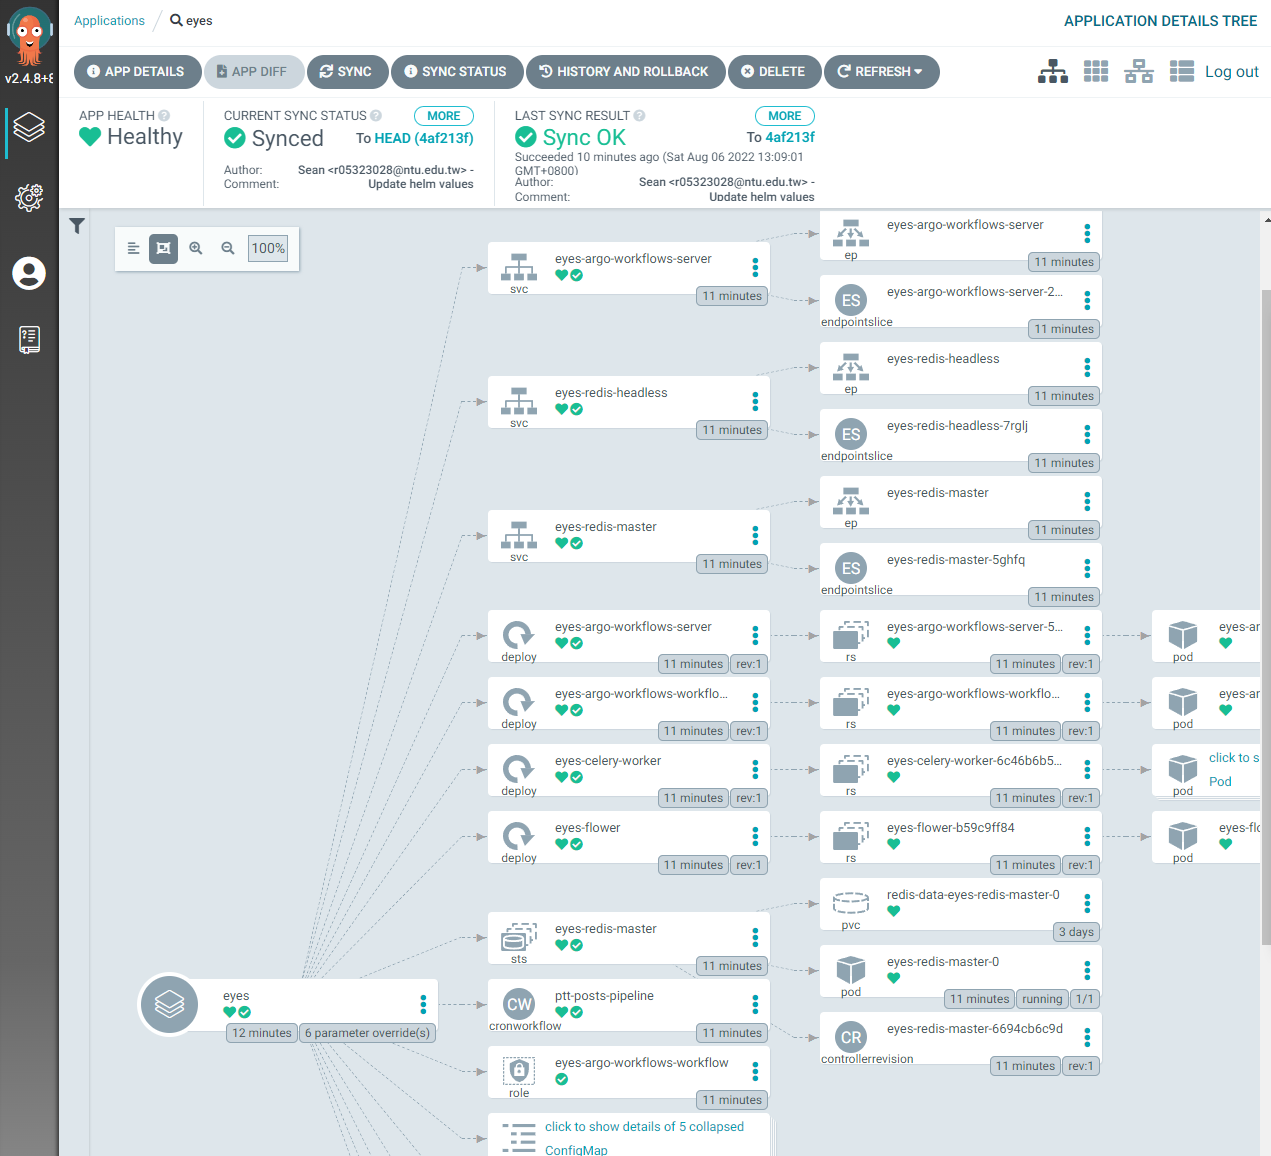 v2.4.8+8
Applications
eyes
APPLICATION DETAILS TREE
APP DETAILS
APP DIFF
SYNC
SYNC STATUS
HISTORY AND ROLLBACK
DELETE
REFRESH
Log out
APP HEALTH
Healthy
CURRENT SYNC STATUS
MORE
Synced
To HEAD (4af213f)
Author: Sean <r05323028@ntu.edu.tw> -
Comment: Update helm values
LAST SYNC RESULT
MORE
Sync OK
To 4af213f
Succeeded 10 minutes ago (Sat Aug 06 2022 13:09:01
GMT+0800)
Author: Sean <r05323028@ntu.edu.tw> -
Comment: Update helm values
100%
eyes
12 minutes 6 parameter override(s)
svc
eyes-argo-workflows-server
11 minutes
ep
eyes-argo-workflows-server
11 minutes
ES
endpointslice
eyes-argo-workflows-server-2...
11 minutes
svc
eyes-redis-headless
11 minutes
ep
eyes-redis-headless
11 minutes
ES
endpointslice
eyes-redis-headless-7rglj
11 minutes
svc
eyes-redis-master
11 minutes
ep
eyes-redis-master
11 minutes
ES
endpointslice
eyes-redis-master-5ghfq
11 minutes
deploy
eyes-argo-workflows-server
11 minutes rev:1
rs
eyes-argo-workflows-server-5...
11 minutes rev:1
pod
eyes-ar
deploy
eyes-argo-workflows-workflo...
11 minutes rev:1
rs
eyes-argo-workflows-workflo...
11 minutes rev:1
pod
eyes-ar
deploy
eyes-celery-worker
11 minutes rev:1
rs
eyes-celery-worker-6c46b6b5...
11 minutes rev:1
pod
click to s
Pod
deploy
eyes-flower
11 minutes rev:1
rs
eyes-flower-b59c9ff84
11 minutes rev:1
pod
eyes-flo
sts
eyes-redis-master
11 minutes
pvc
redis-data-eyes-redis-master-0
3 days
pod
eyes-redis-master-0
11 minutes running 1/1
CR
controllerrevision
eyes-redis-master-6694cb6c9d
11 minutes rev:1
CW
cronworkflow
ptt-posts-pipeline
11 minutes
role
eyes-argo-workflows-workflow
11 minutes
click to show details of 5 collapsed
ConfigMap